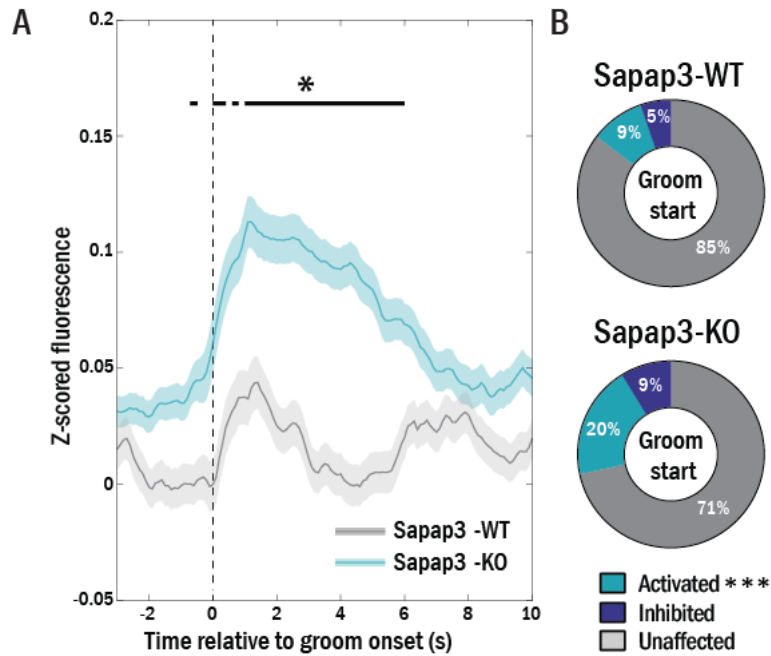 A
0.2
0.15
0.1
0.05
0
-0.05
Z-scored fluorescence
*
-2
0
2
4
6
8
10
Time relative to groom onset (s)
Sapap3 -WT
Sapap3 -KO
B
Sapap3-WT
5%
9%
Groom
start
85%
Sapap3-KO
9%
20%
Groom
start
71%
Activated ***
Inhibited
Unaffected